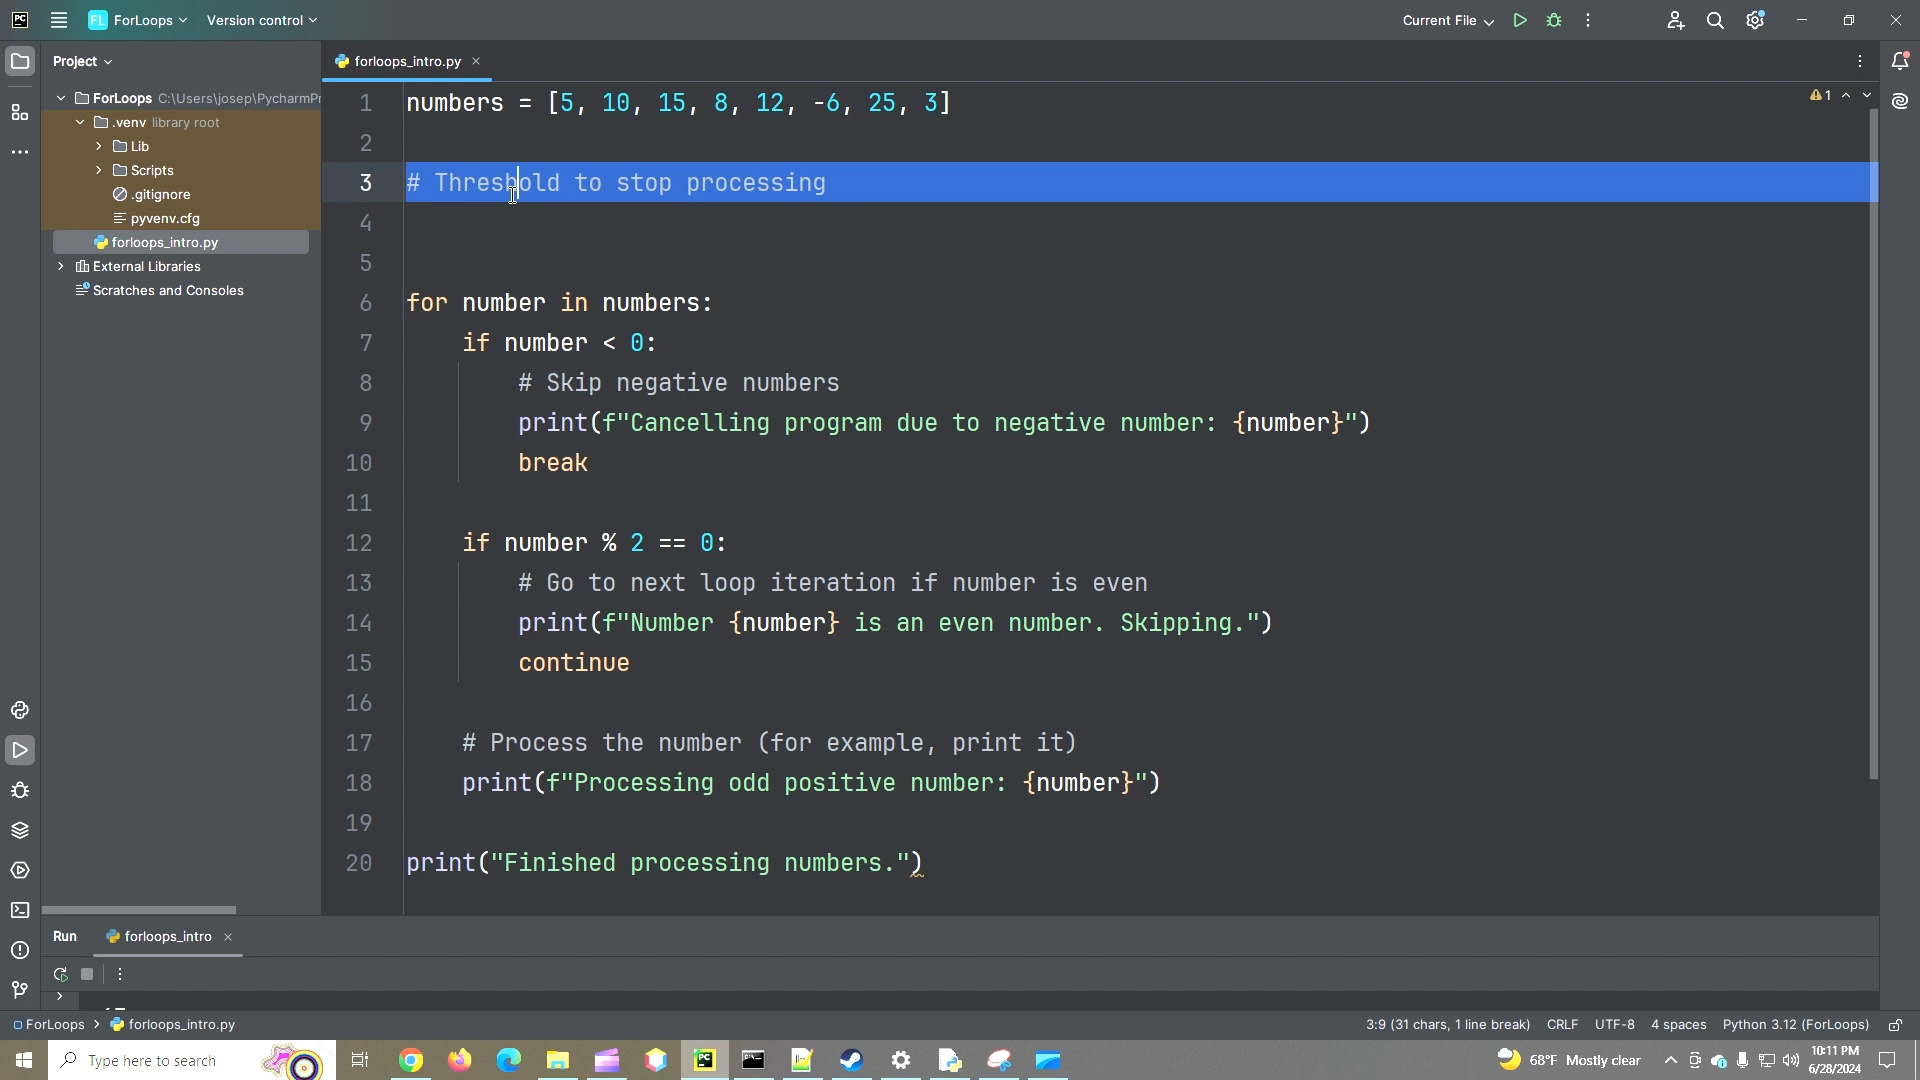 PC
FL ForLoops Version control
Current File
Project
forloops_intro.py
ForLoops C:\Users\josep\PycharmPr
.venv library root
Lib
Scripts
.gitignore
pyvenv.cfg
forloops_intro.py
External Libraries
Scratches and Consoles
1
1 numbers = [5, 10, 15, 8, 12, -6, 25, 3]
2
3 # Threshold to stop processing
4
5
6 for number in numbers:
7 if number < 0:
8 # Skip negative numbers
9 print(f"Cancelling program due to negative number: {number}")
10 break
11
12 if number % 2 == 0:
13 # Go to next loop iteration if number is even
14 print(f"Number {number} is an even number. Skipping.")
15 continue
16
17 # Process the number (for example, print it)
18 print(f"Processing odd positive number: {number}")
19
20 print("Finished processing numbers.")
Run forloops_intro
ForLoops > forloops_intro.py
3:9 (31 chars, 1 line break) CRLF UTF-8 4 spaces Python 3.12 (ForLoops)
Type here to search
PC
68°F Mostly clear
10:11 PM
6/28/2024